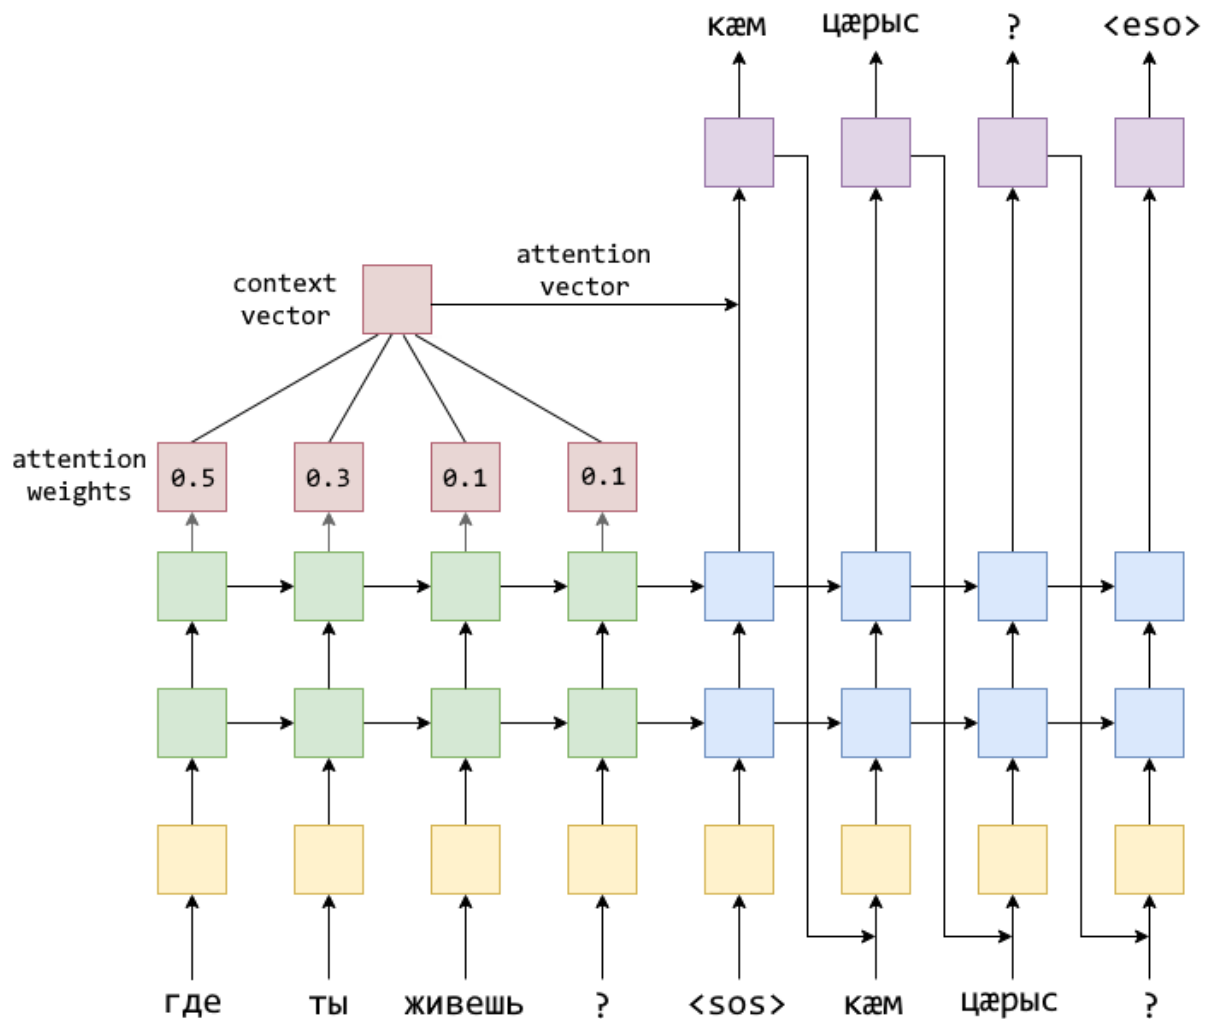 кæм цæрыс ? <eso>
attention
vector
context
vector
attention
weights
0.5 0.3 0.1 0.1
где ты живешь ? <sos> кæм цæрыс ?